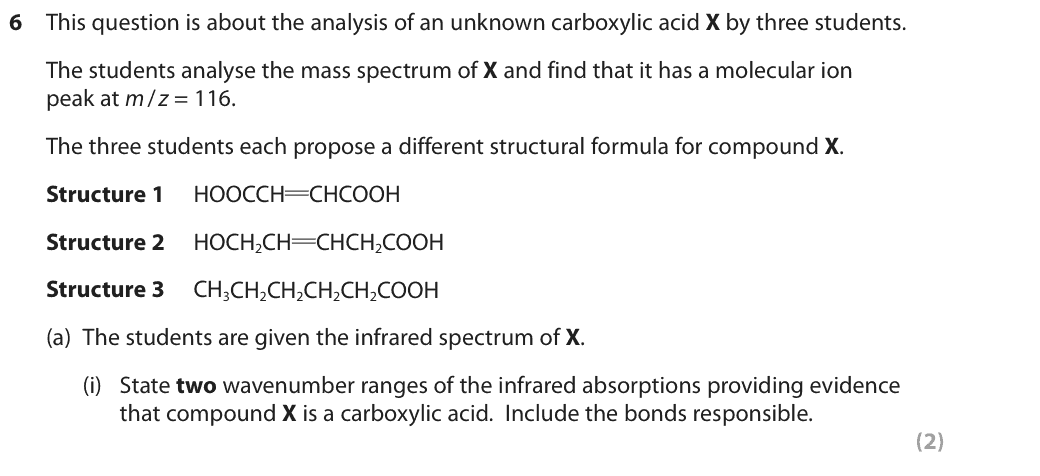 6 This question is about the analysis of an unknown carboxylic acid X by three students.
The students analyse the mass spectrum of X and find that it has a molecular ion
peak at m/z = 116.
The three students each propose a different structural formula for compound X.
Structure 1 HOOCCH═CHCOOH
Structure 2 HOCH₂CH═CHCH₂COOH
Structure 3 CH₃CH₂CH₂CH₂CH₂COOH
(a) The students are given the infrared spectrum of X.
(i) State two wavenumber ranges of the infrared absorptions providing evidence
that compound X is a carboxylic acid. Include the bonds responsible.
(2)